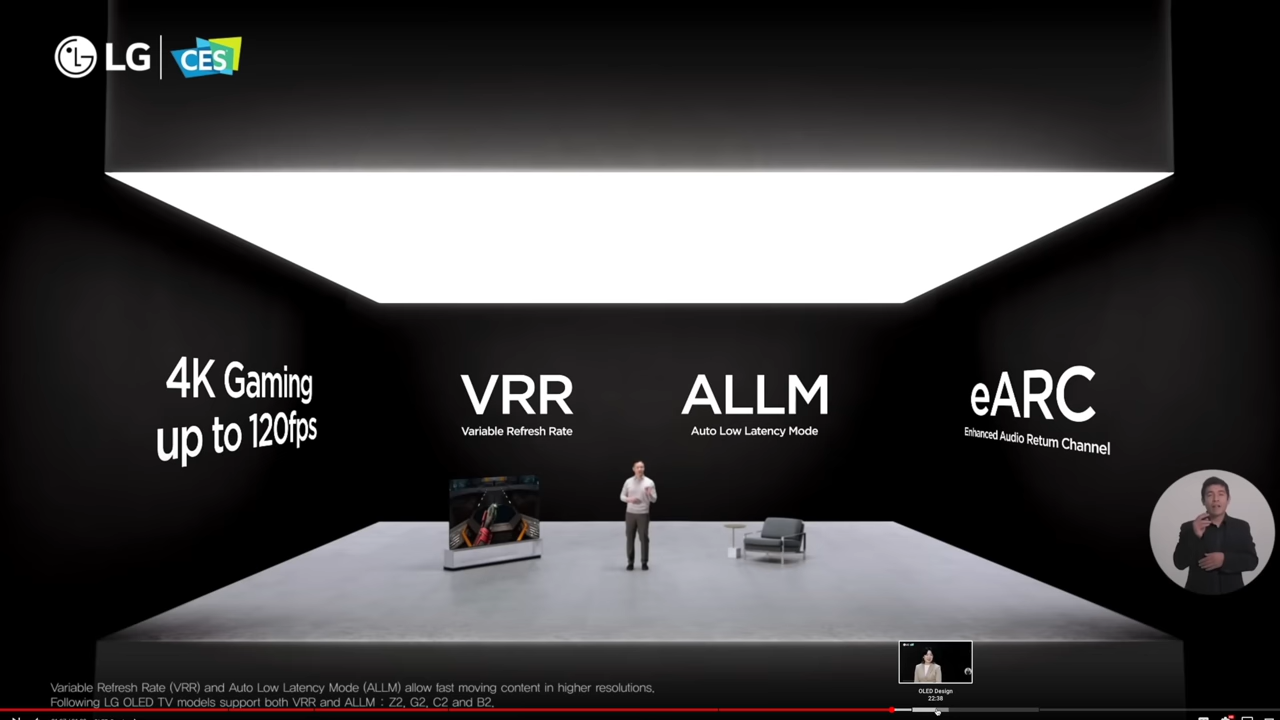 LG
CES
4K Gaming
up to 120fps
VRR
Variable Refresh Rate
ALLM
Auto Low Latency Mode
eARC
Enhanced Audio Return Channel
Variable Refresh Rate (VRR) and Auto Low Latency Mode (ALLM) allow fast moving content in higher resolutions.
Following LG OLED TV models support both VRR and ALLM : Z2, G2, C2 and B2.
OLED Design
22:38